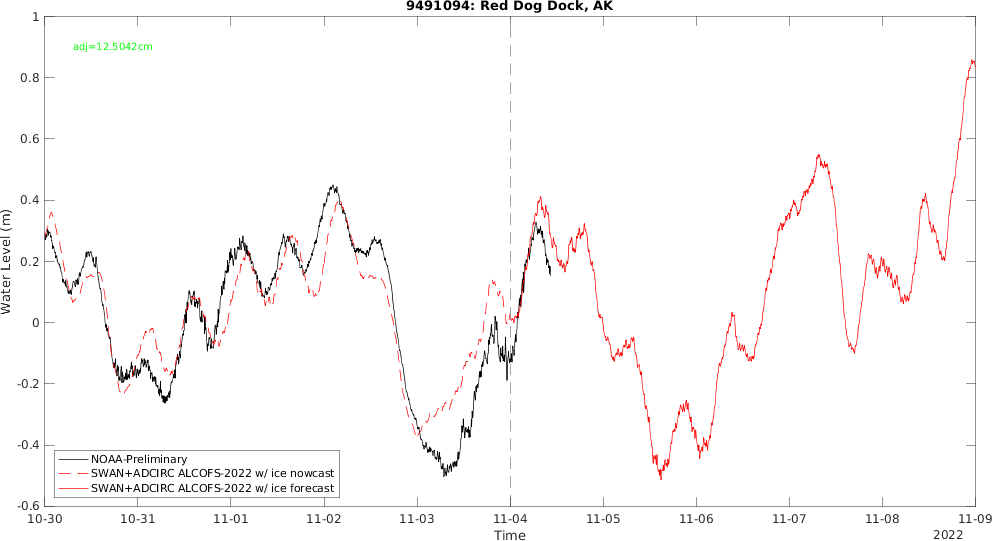 9491094: Red Dog Dock, AK
adj=12.5042cm
1
0.8
0.6
0.4
0.2
0
-0.2
-0.4
-0.6
Water Level (m)
NOAA-Preliminary
SWAN+ADCIRC ALCOFS-2022 w/ ice nowcast
SWAN+ADCIRC ALCOFS-2022 w/ ice forecast
10-30 10-31 11-01 11-02 11-03 11-04 11-05 11-06 11-07 11-08 11-09
Time
2022